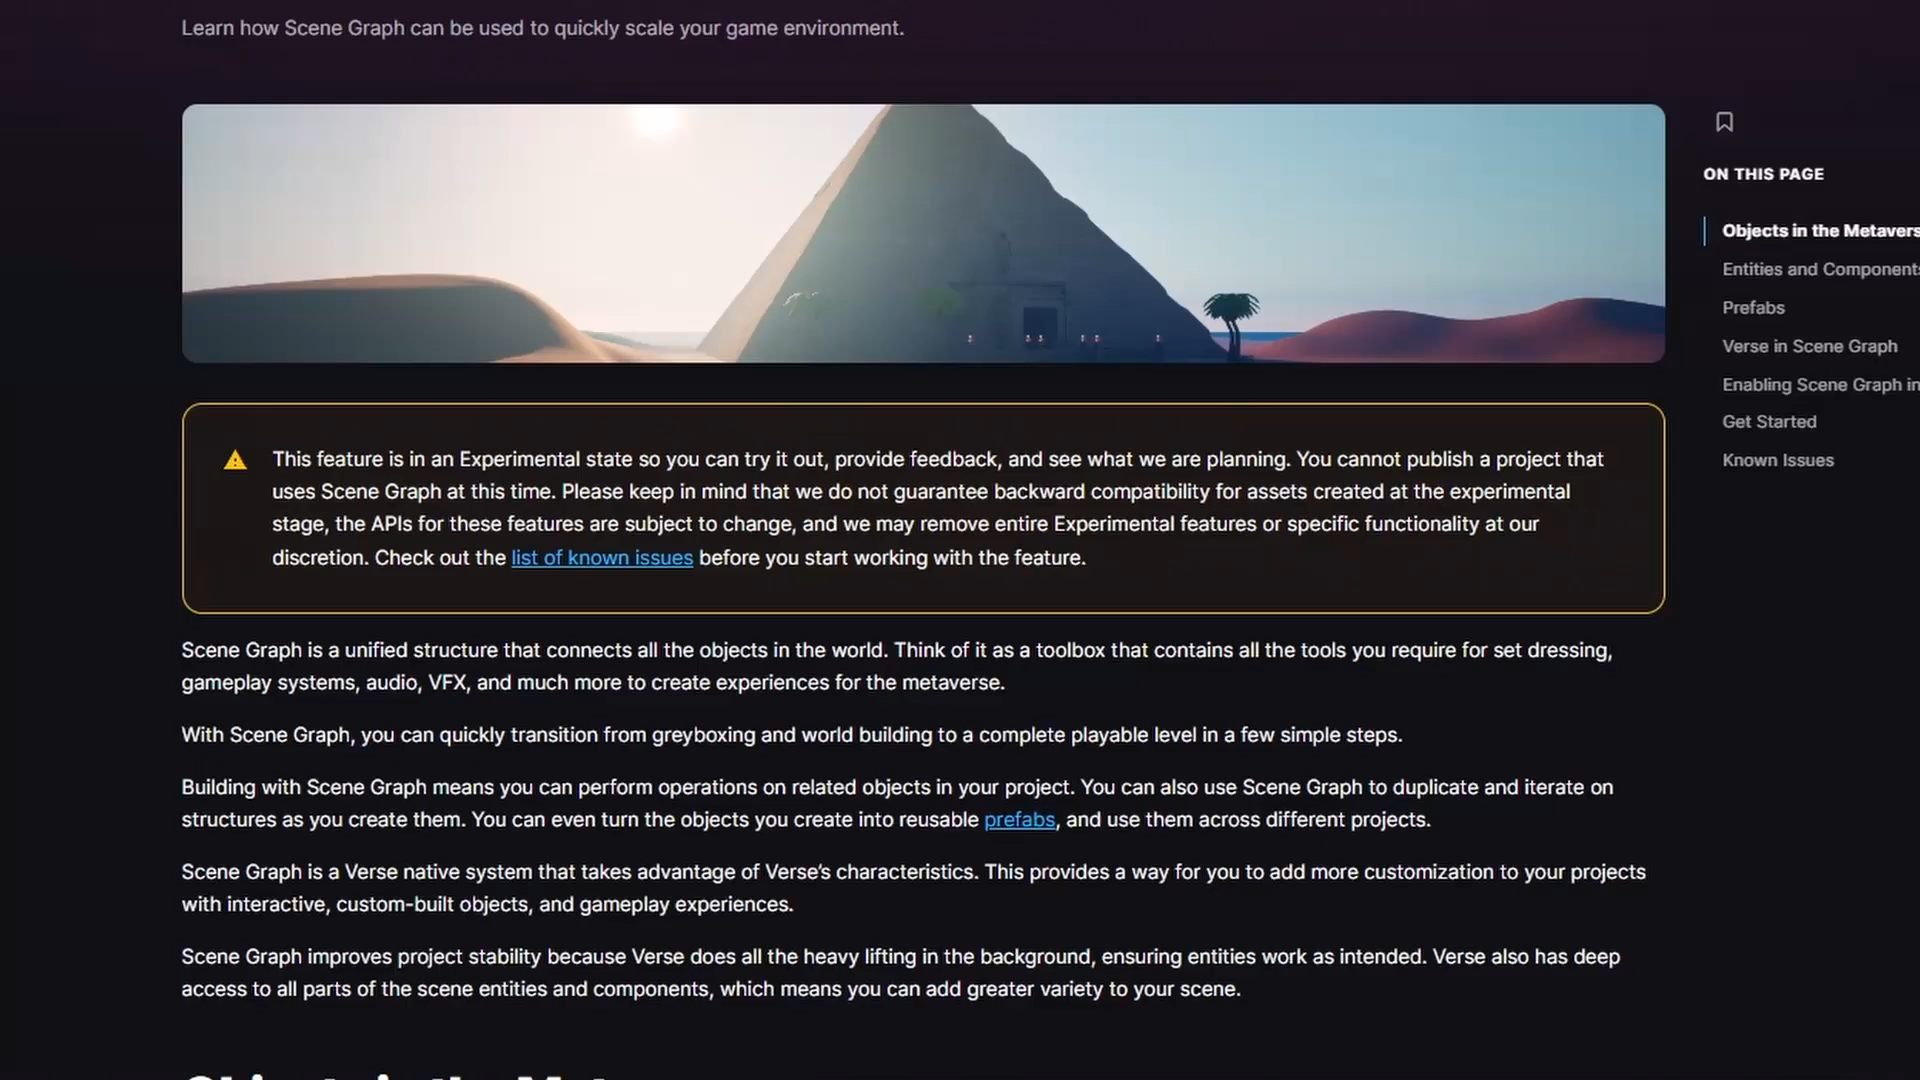 Learn how Scene Graph can be used to quickly scale your game environment.
ON THIS PAGE
Objects in the Metavers
Entities and Components
Prefabs
Verse in Scene Graph
Enabling Scene Graph in
Get Started
Known Issues
This feature is in an Experimental state so you can try it out, provide feedback, and see what we are planning. You cannot publish a project that
uses Scene Graph at this time. Please keep in mind that we do not guarantee backward compatibility for assets created at the experimental
stage, the APIs for these features are subject to change, and we may remove entire Experimental features or specific functionality at our
discretion. Check out the list of known issues before you start working with the feature.
Scene Graph is a unified structure that connects all the objects in the world. Think of it as a toolbox that contains all the tools you require for set dressing,
gameplay systems, audio, VFX, and much more to create experiences for the metaverse.
With Scene Graph, you can quickly transition from greyboxing and world building to a complete playable level in a few simple steps.
Building with Scene Graph means you can perform operations on related objects in your project. You can also use Scene Graph to duplicate and iterate on
structures as you create them. You can even turn the objects you create into reusable prefabs, and use them across different projects.
Scene Graph is a Verse native system that takes advantage of Verse's characteristics. This provides a way for you to add more customization to your projects
with interactive, custom-built objects, and gameplay experiences.
Scene Graph improves project stability because Verse does all the heavy lifting in the background, ensuring entities work as intended. Verse also has deep
access to all parts of the scene entities and components, which means you can add greater variety to your scene.